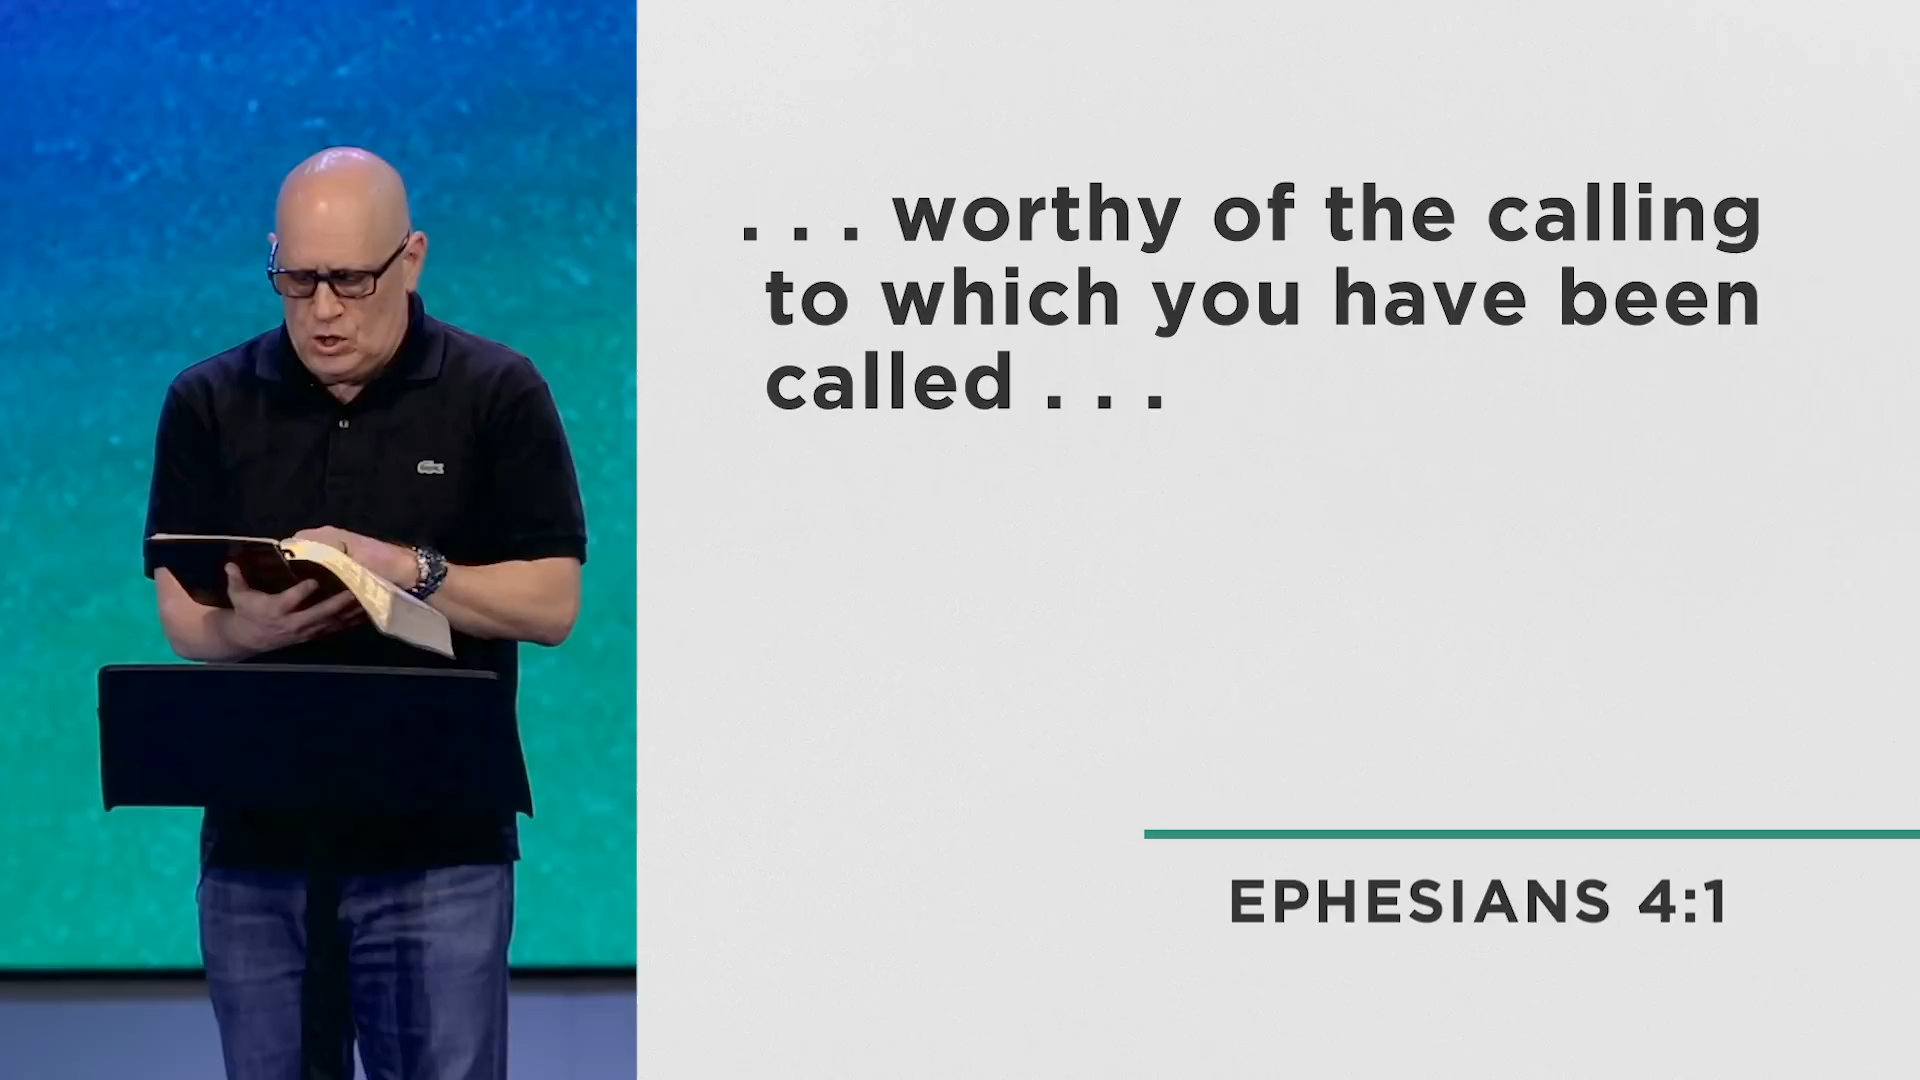 . . . worthy of the calling
to which you have been
called . . .
EPHESIANS 4:1